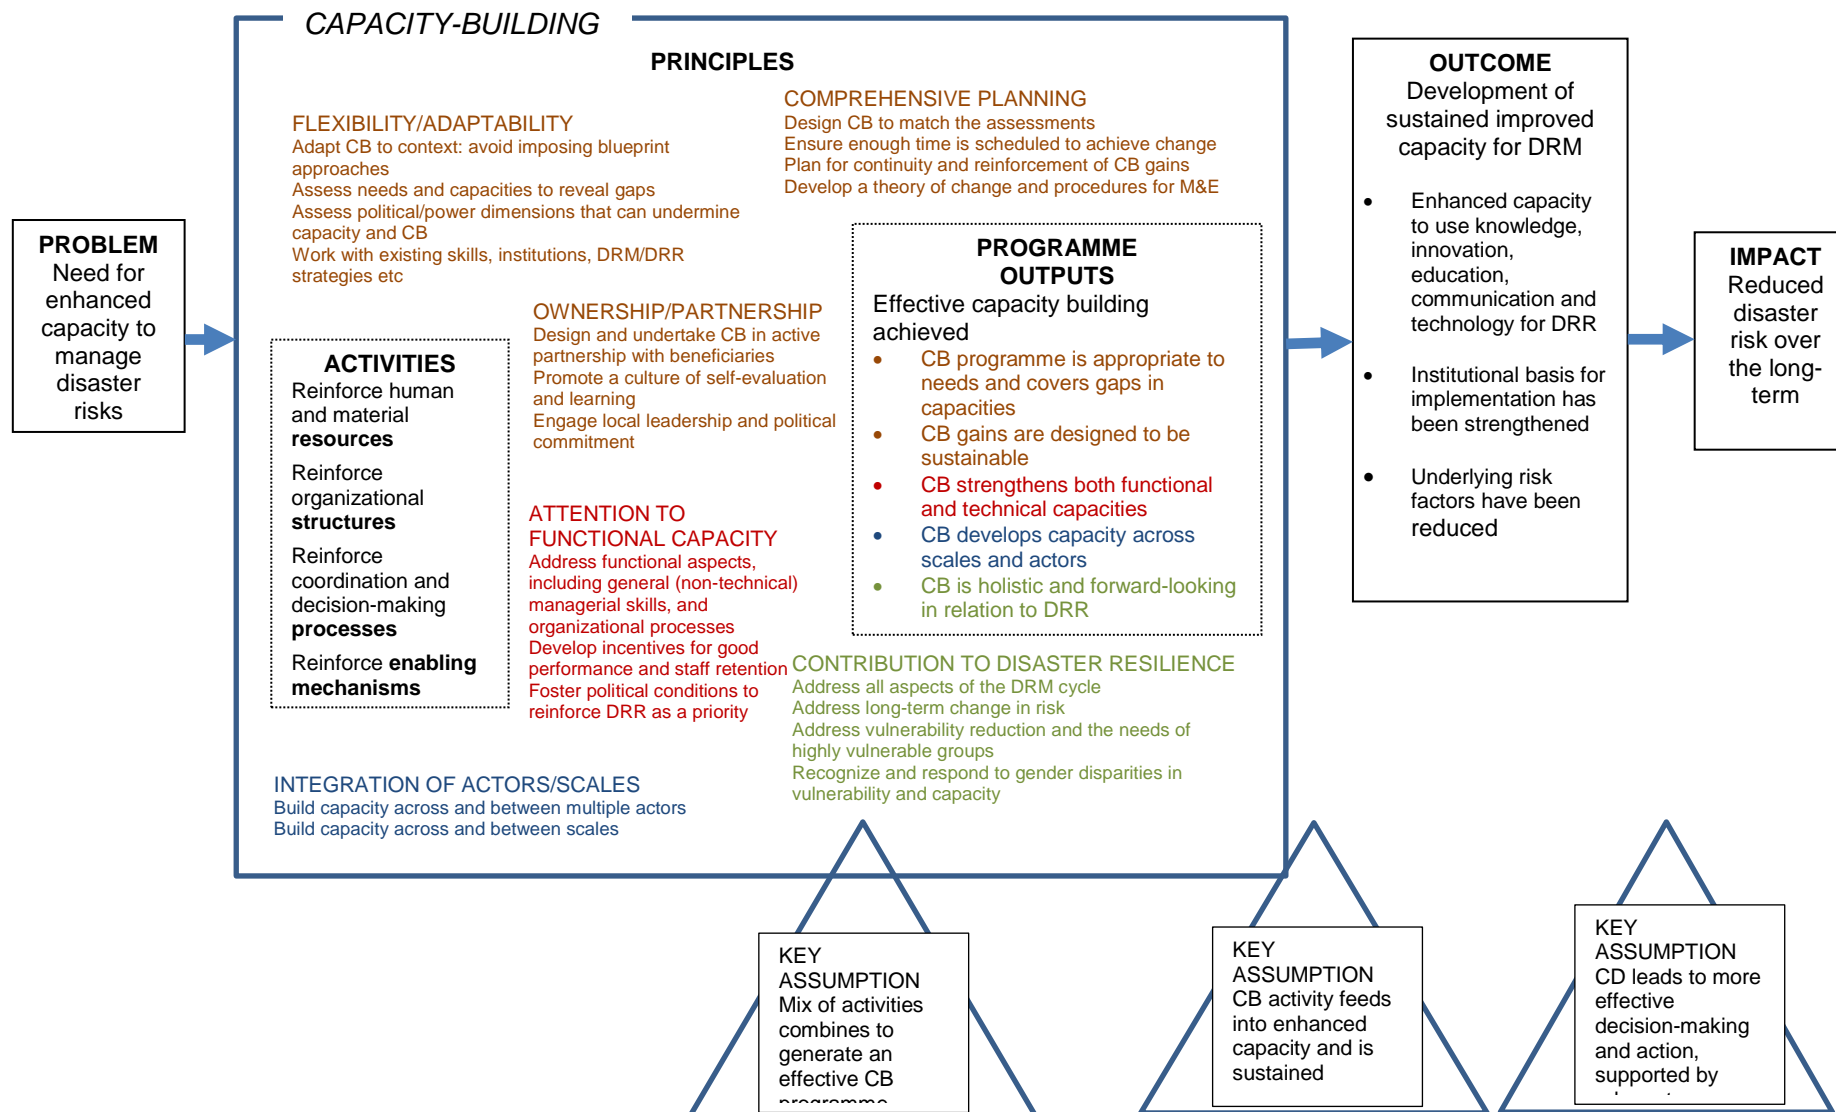 CAPACITY-BUILDING
PRINCIPLES
FLEXIBILITY/ADAPTABILITY
Adapt CB to context: avoid imposing blueprint
approaches
Assess needs and capacities to reveal gaps
Assess political/power dimensions that can undermine
capacity and CB
Work with existing skills, institutions, DRM/DRR
strategies etc
COMPREHENSIVE PLANNING
Design CB to match the assessments
Ensure enough time is scheduled to achieve change
Plan for continuity and reinforcement of CB gains
Develop a theory of change and procedures for M&E
PROBLEM
Need for
enhanced
capacity to
manage
disaster
risks
OWNERSHIP/PARTNERSHIP
Design and undertake CB in active
partnership with beneficiaries
Promote a culture of self-evaluation
and learning
Engage local leadership and political
commitment
ACTIVITIES
Reinforce human
and material
resources
Reinforce
organizational
structures
Reinforce
coordination and
decision-making
processes
Reinforce enabling
mechanisms
ATTENTION TO
FUNCTIONAL CAPACITY
Address functional aspects,
including general (non-technical)
managerial skills, and
organizational processes
Develop incentives for good
performance and staff retention
Foster political conditions to
reinforce DRR as a priority
PROGRAMME
OUTPUTS
Effective capacity building
achieved
• CB programme is appropriate to
needs and covers gaps in
capacities
• CB gains are designed to be
sustainable
• CB strengthens both functional
and technical capacities
• CB develops capacity across
scales and actors
• CB is holistic and forward-looking
in relation to DRR
CONTRIBUTION TO DISASTER RESILIENCE
Address all aspects of the DRM cycle
Address long-term change in risk
Address vulnerability reduction and the needs of
highly vulnerable groups
Recognize and respond to gender disparities in
vulnerability and capacity
INTEGRATION OF ACTORS/SCALES
Build capacity across and between multiple actors
Build capacity across and between scales
OUTCOME
Development of
sustained improved
capacity for DRM
• Enhanced capacity
to use knowledge,
innovation,
education,
communication and
technology for DRR
• Institutional basis for
implementation has
been strengthened
• Underlying risk
factors have been
reduced
IMPACT
Reduced
disaster
risk over
the long-
term
KEY
ASSUMPTION
Mix of activities
combines to
generate an
effective CB
programme
KEY
ASSUMPTION
CB activity feeds
into enhanced
capacity and is
sustained
KEY
ASSUMPTION
CD leads to more
effective
decision-making
and action,
supported by